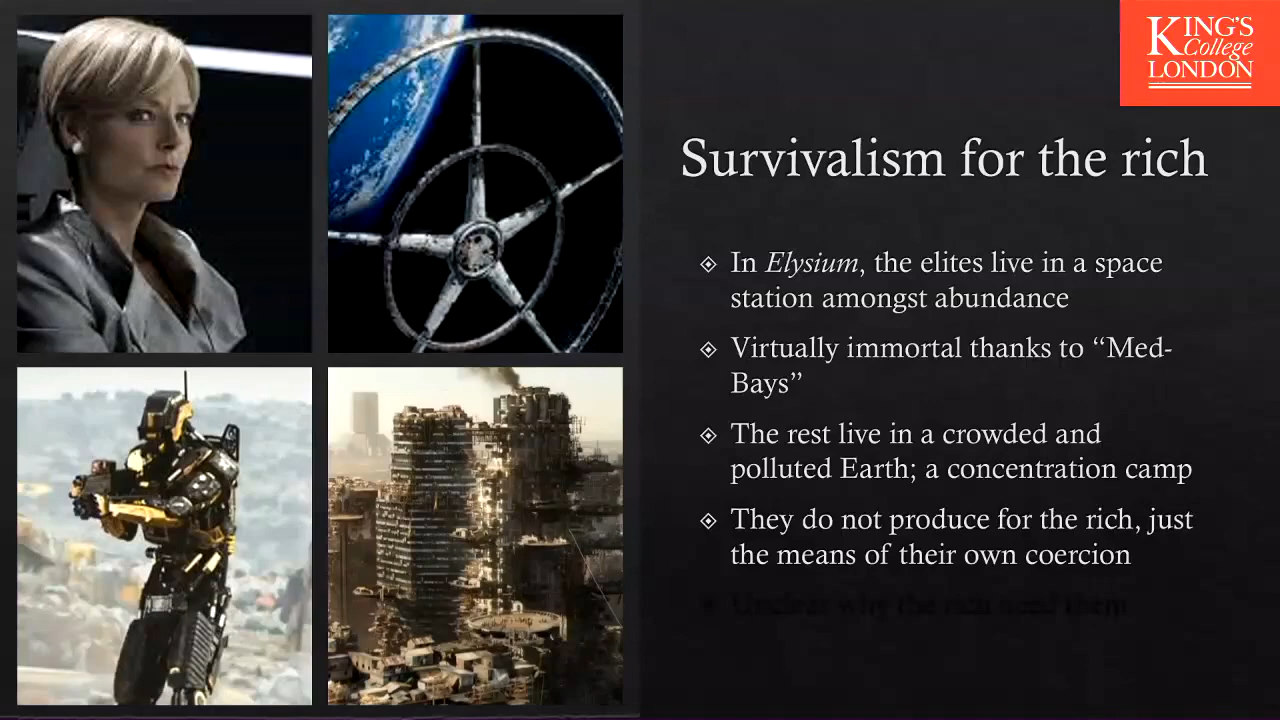 KING'S
College
LONDON
Survivalism for the rich
In Elysium, the elites live in a space
station amongst abundance
Virtually immortal thanks to “Med-
Bays”
The rest live in a crowded and
polluted Earth; a concentration camp
They do not produce for the rich, just
the means of their own coercion
Unclear why the rich need them